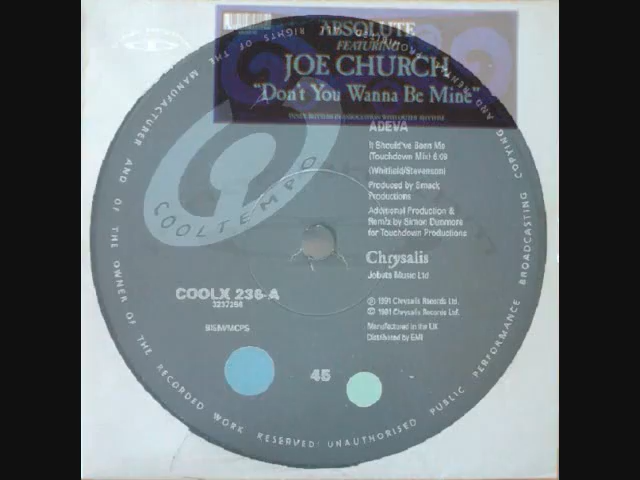 ABSOLUTE
FEATURING
JOE CHURCH
"Don't You Wanna Be Mine"
ADEVA
It Should've Been Me
(Touchdown Mix) 6:09
(Whitfield/Stevenson)
Produced by Smack
Productions
Additional Production &
Remix by Simon Dunmore
for Touchdown Productions
Chrysalis
Jobete Music Ltd
COOLTEMPO
COOLX 236-A
BIEM/MCPS
℗ 1991 Chrysalis Records Ltd.
© 1991 Chrysalis Records Ltd.
Manufactured in the UK
Distributed by EMI
45
RIGHTS OF THE MANUFACTURER AND OF THE OWNER OF THE RECORDED WORK RESERVED: UNAUTHORISED PUBLIC PERFORMANCE BROADCASTING AND COPYING